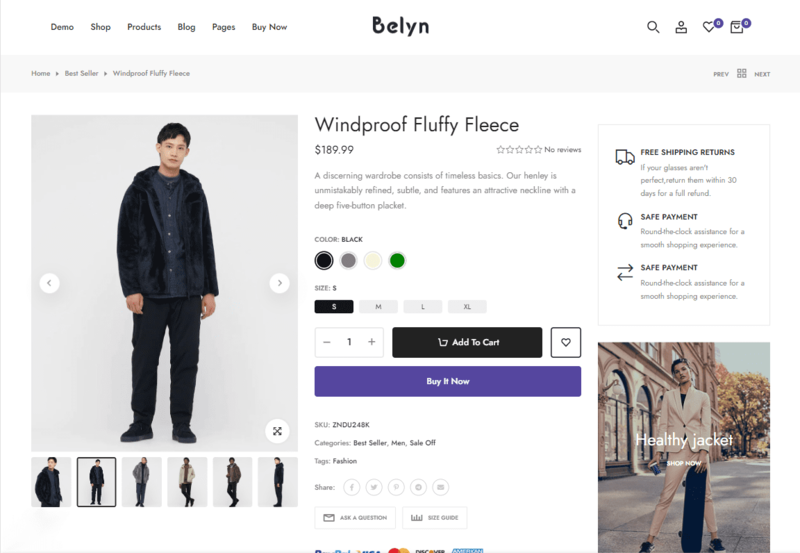 Demo Shop Products Blog Pages Buy Now
Belyn
0 0
Home Best Seller Windproof Fluffy Fleece
PREV NEXT
Windproof Fluffy Fleece
$189.99
No reviews
A discerning wardrobe consists of timeless basics. Our henley is
unmistakably refined, subtle, and features an attractive neckline with a
deep five-button placket.
COLOR: BLACK
SIZE: S
S M L XL
− 1 +
Add To Cart
Buy It Now
SKU: ZNDU248K
Categories: Best Seller, Men, Sale Off
Tags: Fashion
Share:
ASK A QUESTION
SIZE GUIDE
PayPal VISA DISCOVER AMERICAN
FREE SHIPPING RETURNS
If your glasses aren't
perfect,return them within 30
days for a full refund.
SAFE PAYMENT
Round-the-clock assistance for a
smooth shopping experience.
SAFE PAYMENT
Round-the-clock assistance for a
smooth shopping experience.
Healthy jacket
SHOP NOW